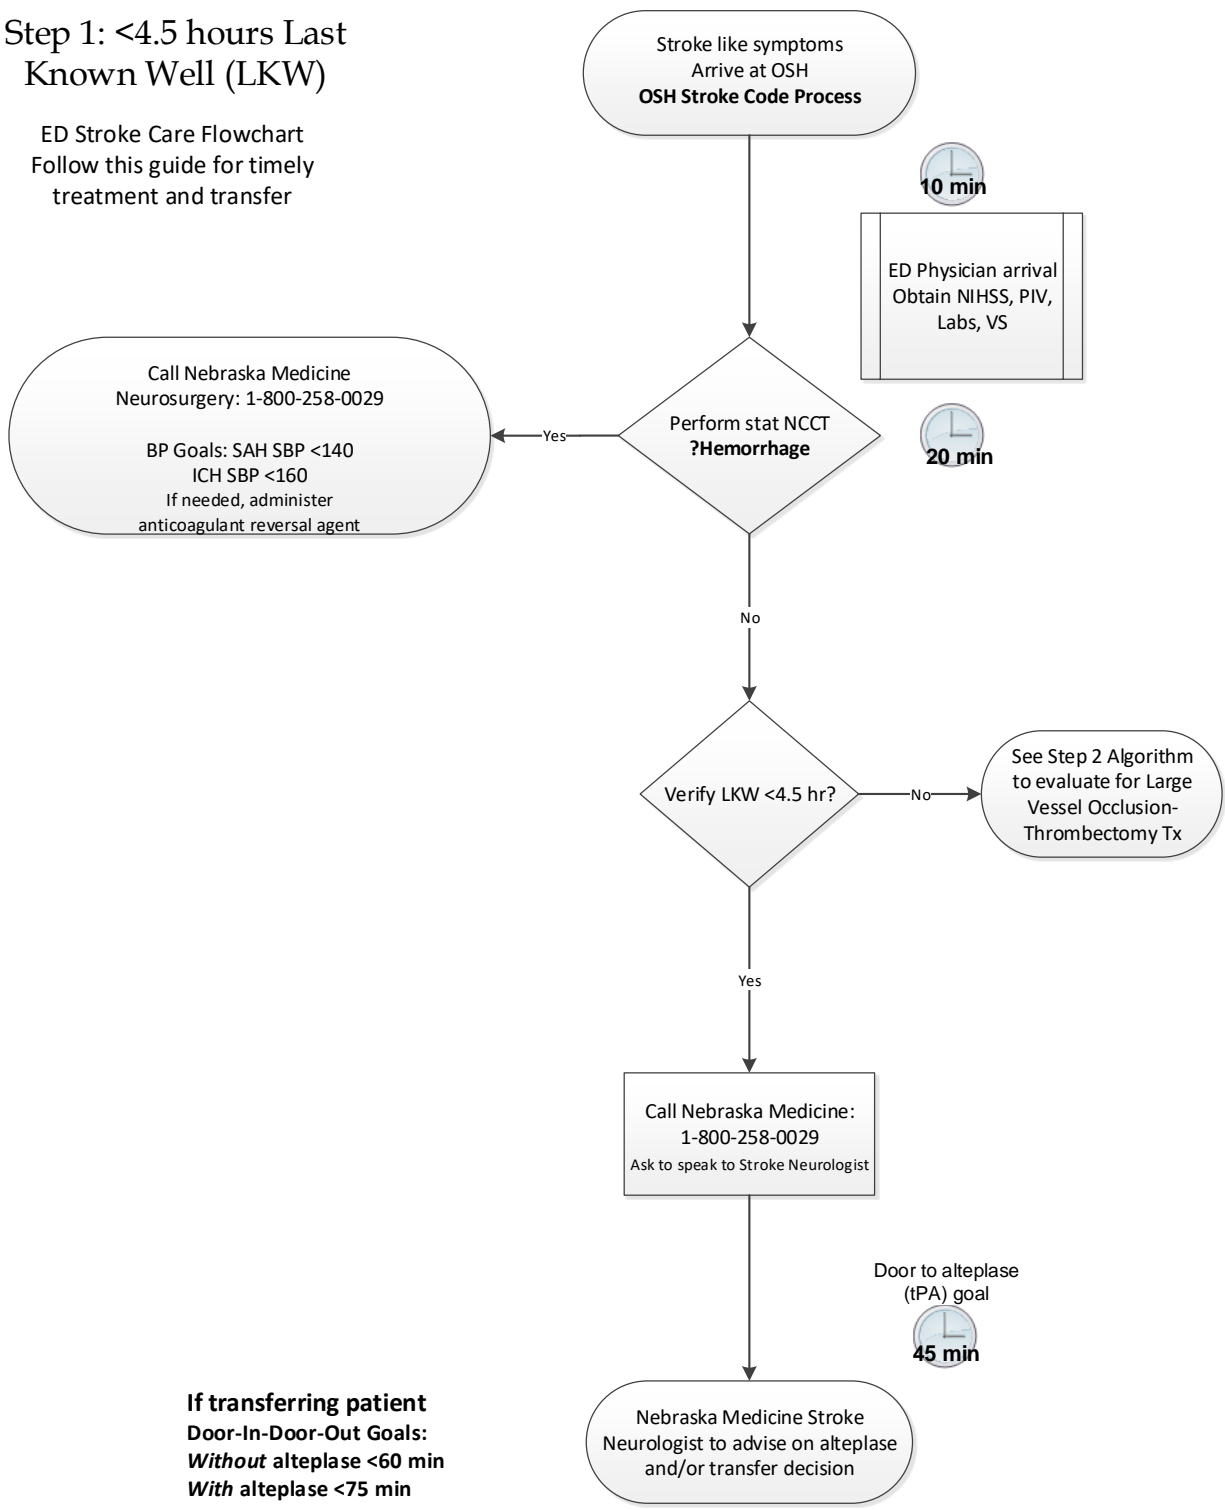 Step 1: <4.5 hours Last
Known Well (LKW)
ED Stroke Care Flowchart
Follow this guide for timely
treatment and transfer
Stroke like symptoms
Arrive at OSH
OSH Stroke Code Process
10 min
ED Physician arrival
Obtain NIHSS, PIV,
Labs, VS
Call Nebraska Medicine
Neurosurgery: 1-800-258-0029
BP Goals: SAH SBP <140
ICH SBP <160
If needed, administer
anticoagulant reversal agent
Yes
Perform stat NCCT
?Hemorrhage
20 min
No
Verify LKW <4.5 hr?
No
See Step 2 Algorithm
to evaluate for Large
Vessel Occlusion-
Thrombectomy Tx
Yes
Call Nebraska Medicine:
1-800-258-0029
Ask to speak to Stroke Neurologist
Door to alteplase
(tPA) goal
45 min
If transferring patient
Door-In-Door-Out Goals:
Without alteplase <60 min
With alteplase <75 min
Nebraska Medicine Stroke
Neurologist to advise on alteplase
and/or transfer decision